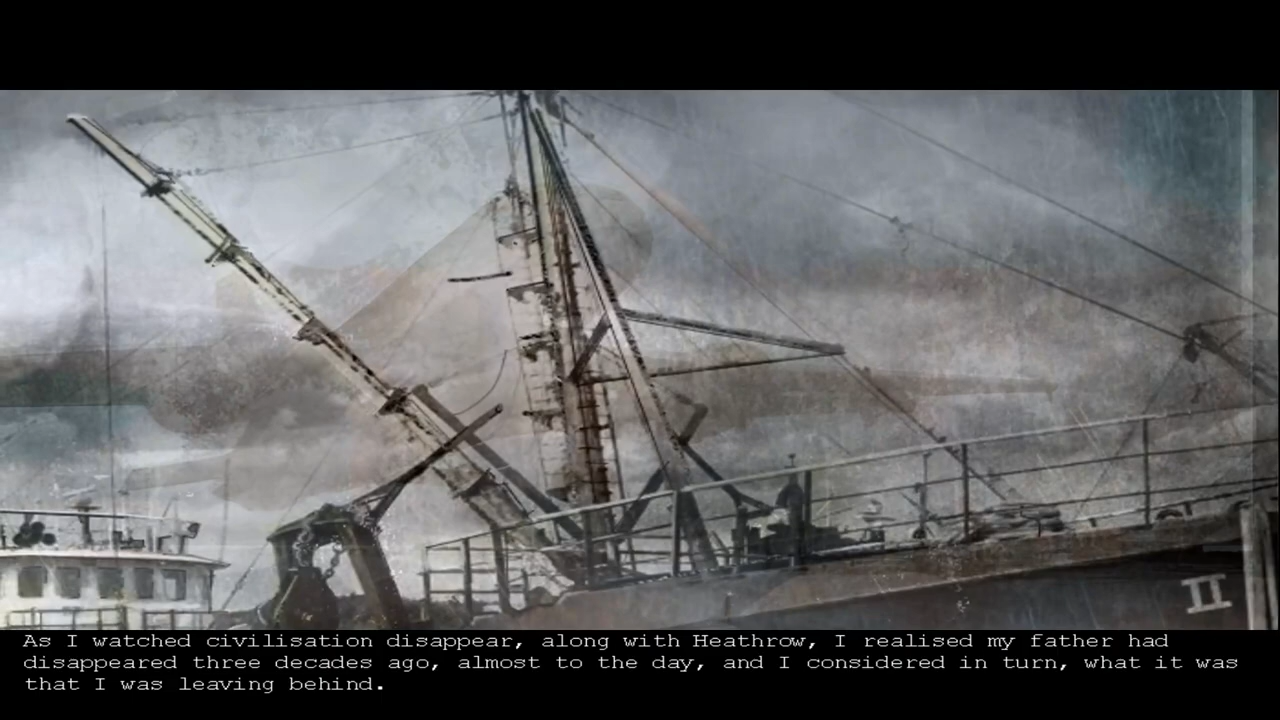 II
As I watched civilisation disappear, along with Heathrow, I realised my father had
disappeared three decades ago, almost to the day, and I considered in turn, what it was
that I was leaving behind.